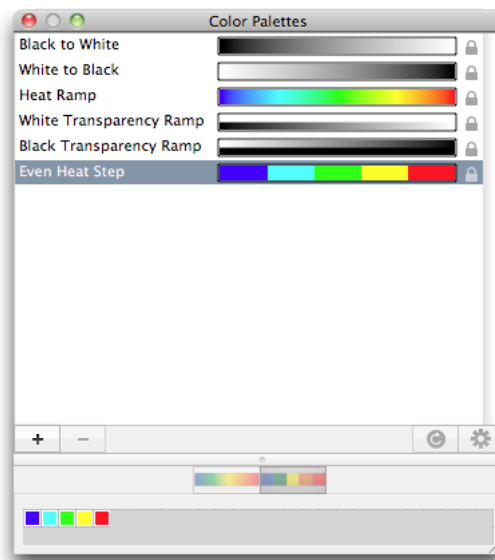 Color Palettes
Black to White
White to Black
Heat Ramp
White Transparency Ramp
Black Transparency Ramp
Even Heat Step